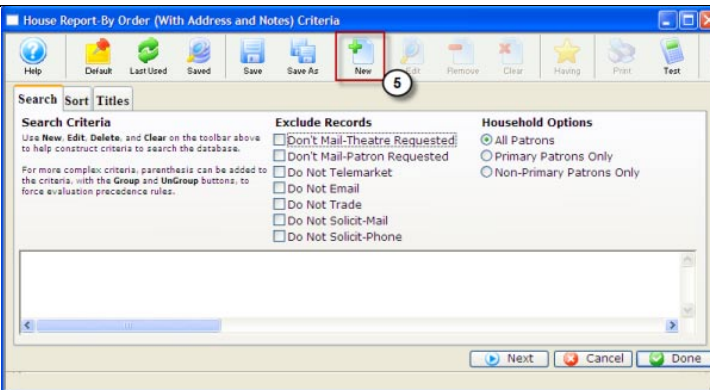 House Report-By Order (With Address and Notes) Criteria
Help Default Last Used Saved Save Save As New Edit Remove Clear Having Print Test
5
Search Sort Titles
Search Criteria
Use New, Edit, Delete, and Clear on the toolbar above
to help construct criteria to search the database.
For more complex criteria, parenthesis can be added to
the criteria, with the Group and UnGroup buttons, to
force evaluation precedence rules.
Exclude Records
Don't Mail-Theatre Requested
Don't Mail-Patron Requested
Do Not Telemarket
Do Not Email
Do Not Trade
Do Not Solicit-Mail
Do Not Solicit-Phone
Household Options
All Patrons
Primary Patrons Only
Non-Primary Patrons Only
Next Cancel Done